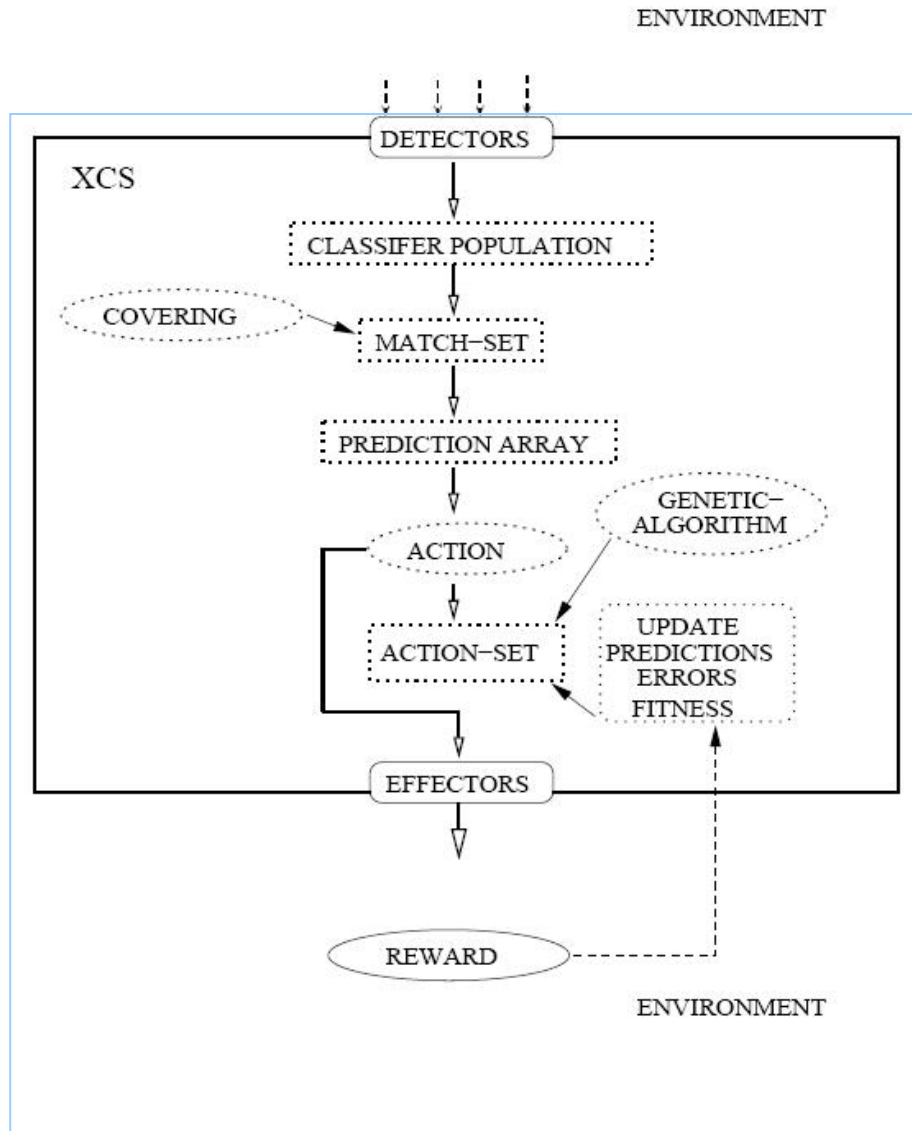 ENVIRONMENT
DETECTORS
XCS
CLASSIFER POPULATION
COVERING
MATCH−SET
PREDICTION ARRAY
GENETIC−
ALGORITHM
ACTION
ACTION−SET
UPDATE
PREDICTIONS
ERRORS
FITNESS
EFFECTORS
REWARD
ENVIRONMENT